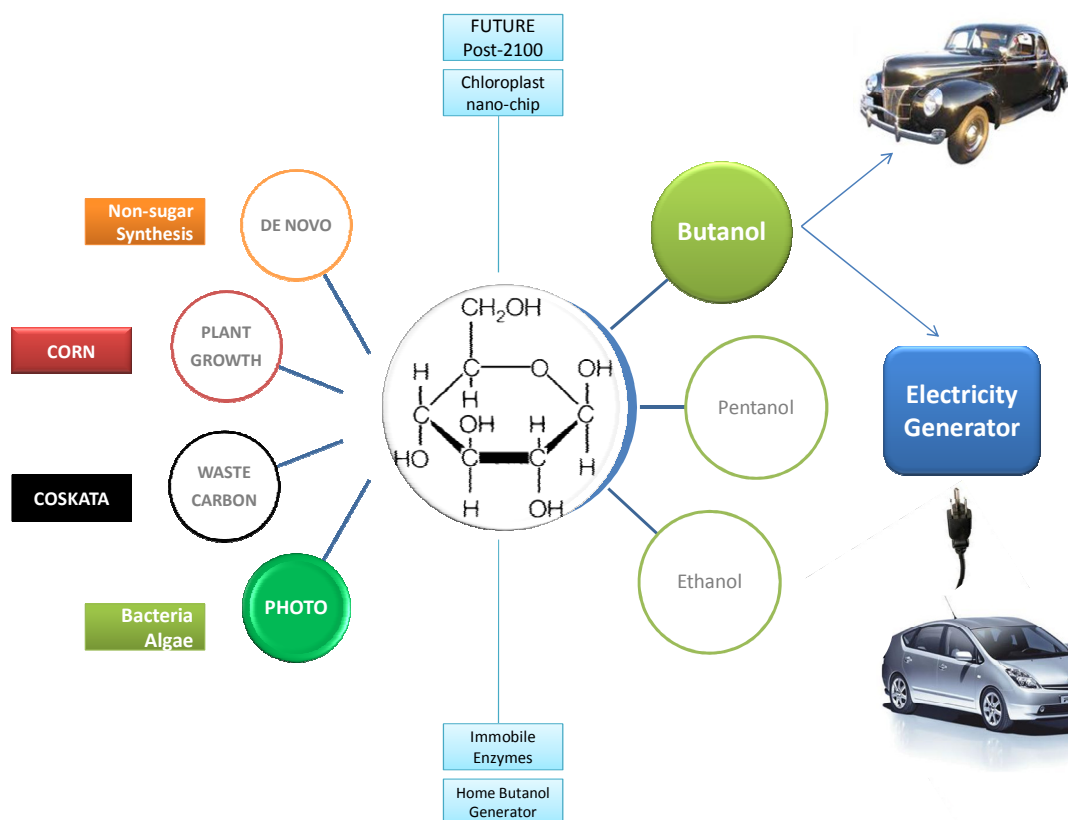 FUTURE
Post-2100
Chloroplast
nano-chip
Non-sugar
Synthesis
DE NOVO
CORN
PLANT
GROWTH
COSKATA
WASTE
CARBON
Bacteria
Algae
PHOTO
CH2OH
H
C
O
OH
H
H
C
OH
H
C
HO
C
C
H
H
OH
Butanol
Pentanol
Ethanol
Electricity
Generator
Immobile
Enzymes
Home Butanol
Generator